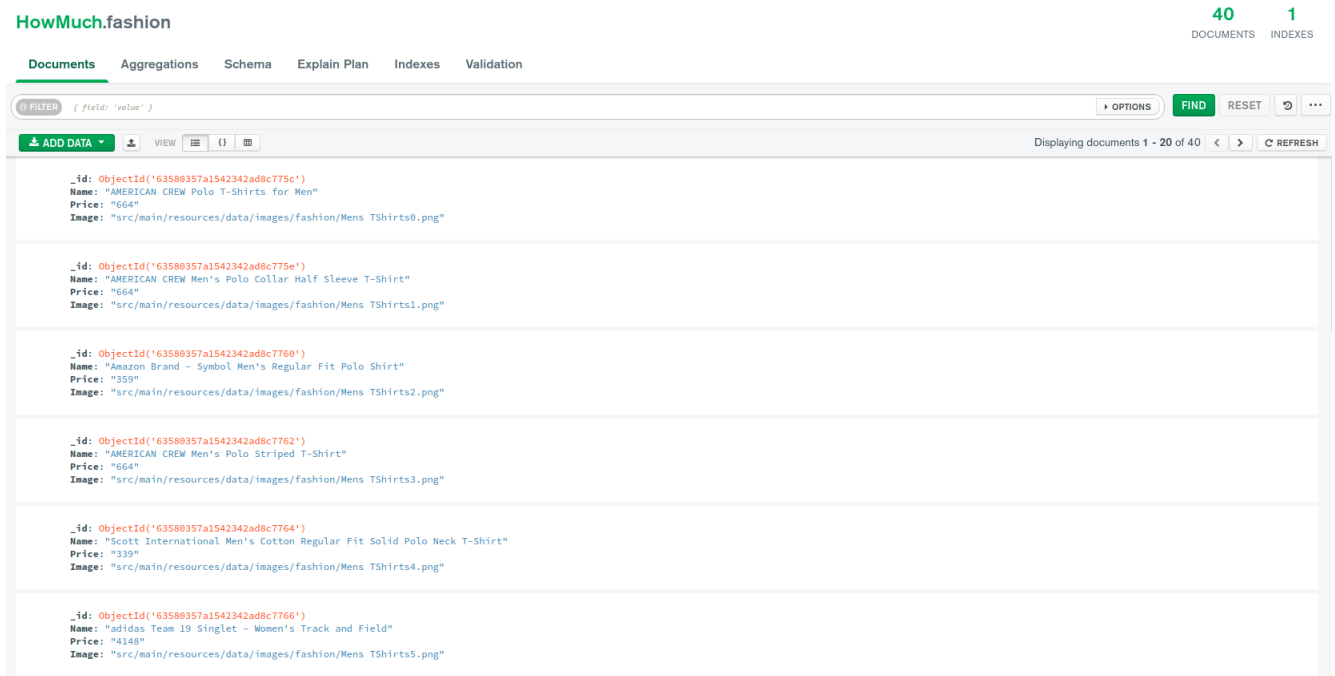 HowMuch.fashion
40 1
DOCUMENTS INDEXES
Documents Aggregations Schema Explain Plan Indexes Validation
FILTER { field: 'value' } OPTIONS FIND RESET ...
ADD DATA VIEW {} Displaying documents 1 - 20 of 40 < > REFRESH
_id: ObjectId('63580357a1542342ad8c775c')
Name: "AMERICAN CREW Polo T-Shirts for Men"
Price: "664"
Image: "src/main/resources/data/images/fashion/Mens TShirts0.png"
_id: ObjectId('63580357a1542342ad8c775e')
Name: "AMERICAN CREW Men's Polo Collar Half Sleeve T-Shirt"
Price: "664"
Image: "src/main/resources/data/images/fashion/Mens TShirts1.png"
_id: ObjectId('63580357a1542342ad8c7760')
Name: "Amazon Brand - Symbol Men's Regular Fit Polo Shirt"
Price: "359"
Image: "src/main/resources/data/images/fashion/Mens TShirts2.png"
_id: ObjectId('63580357a1542342ad8c7762')
Name: "AMERICAN CREW Men's Polo Striped T-Shirt"
Price: "664"
Image: "src/main/resources/data/images/fashion/Mens TShirts3.png"
_id: ObjectId('63580357a1542342ad8c7764')
Name: "Scott International Men's Cotton Regular Fit Solid Polo Neck T-Shirt"
Price: "339"
Image: "src/main/resources/data/images/fashion/Mens TShirts4.png"
_id: ObjectId('63580357a1542342ad8c7766')
Name: "adidas Team 19 Singlet - Women's Track and Field"
Price: "4148"
Image: "src/main/resources/data/images/fashion/Mens TShirts5.png"